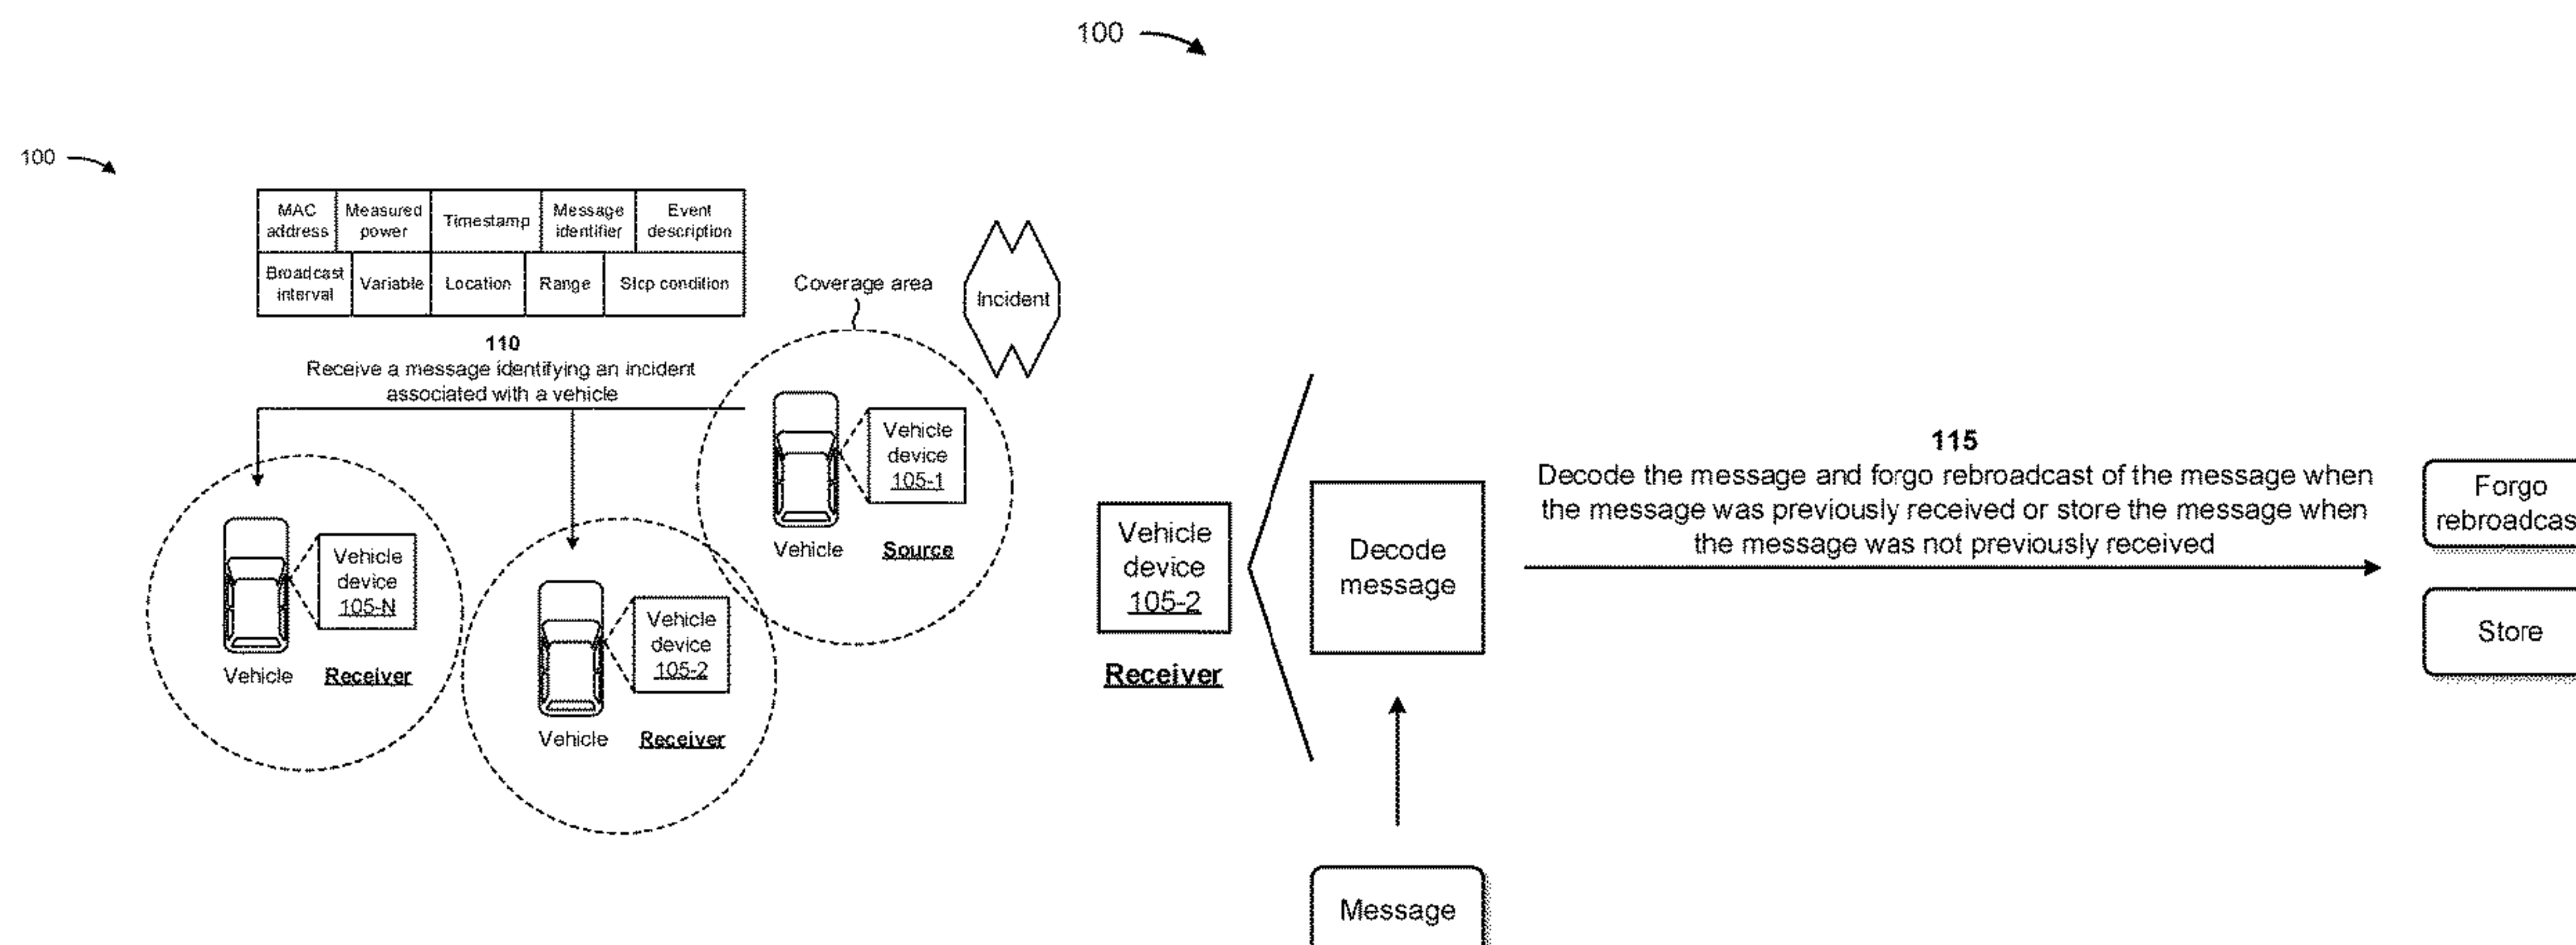 100
100
MAC
address
Measured
power
Timestamp
Message
identifier
Event
description
Broadcast
interval
Variable
Location
Range
Stop condition
Coverage area
Incident
110
Receive a message identifying an incident
associated with a vehicle
Vehicle
device
105-1
Vehicle
Source
Vehicle
device
105-N
Vehicle
Receiver
Vehicle
device
105-2
Vehicle
Receiver
Vehicle
device
105-2
Receiver
Decode
message
Message
115
Decode the message and forgo rebroadcast of the message when
the message was previously received or store the message when
the message was not previously received
Forgo
rebroadcas
Store